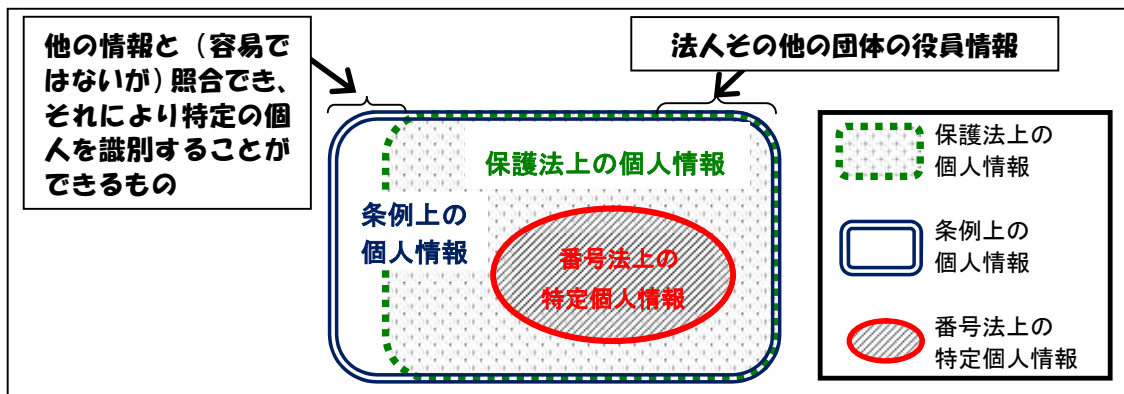 他の情報と（容易で
はないが）照合でき、
それにより特定の個
人を識別することが
できるもの
法人その他の団体の役員情報
保護法上の個人情報
条例上の
個人情報
番号法上の
特定個人情報
保護法上の
個人情報
条例上の
個人情報
番号法上の
特定個人情報